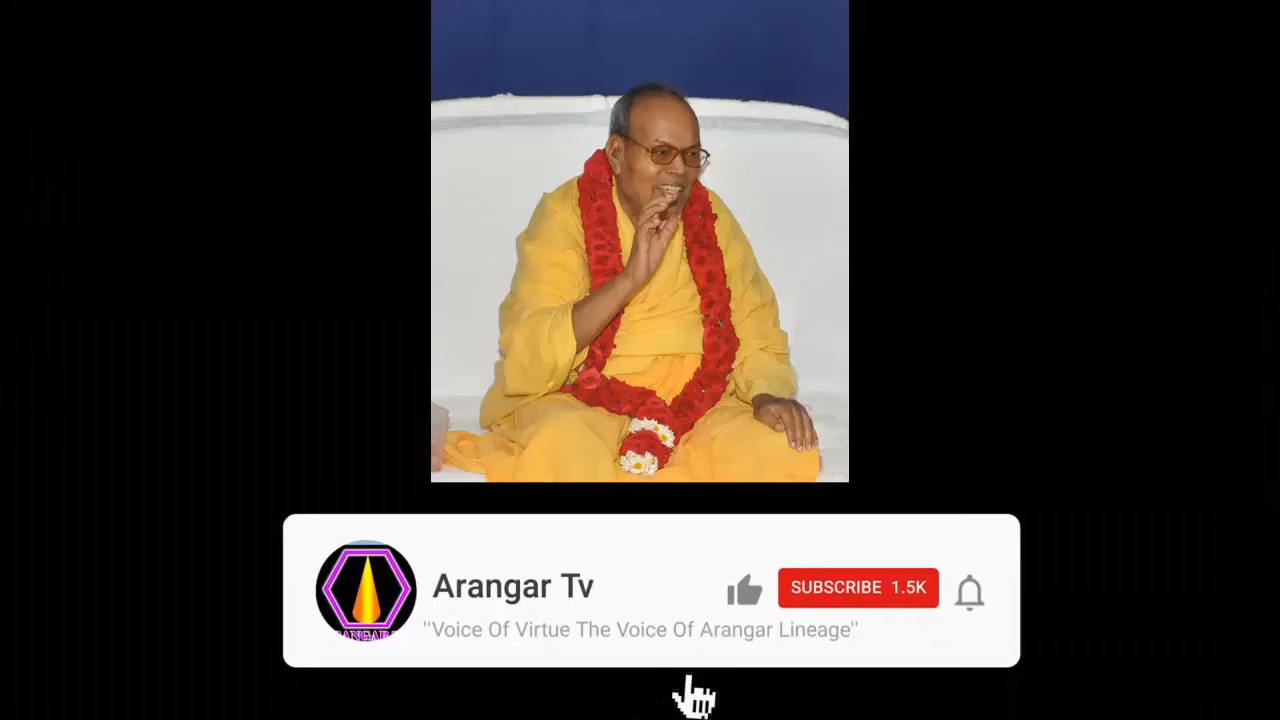 Arangar Tv
SUBSCRIBE 1.5K
"Voice Of Virtue The Voice Of Arangar Lineage"